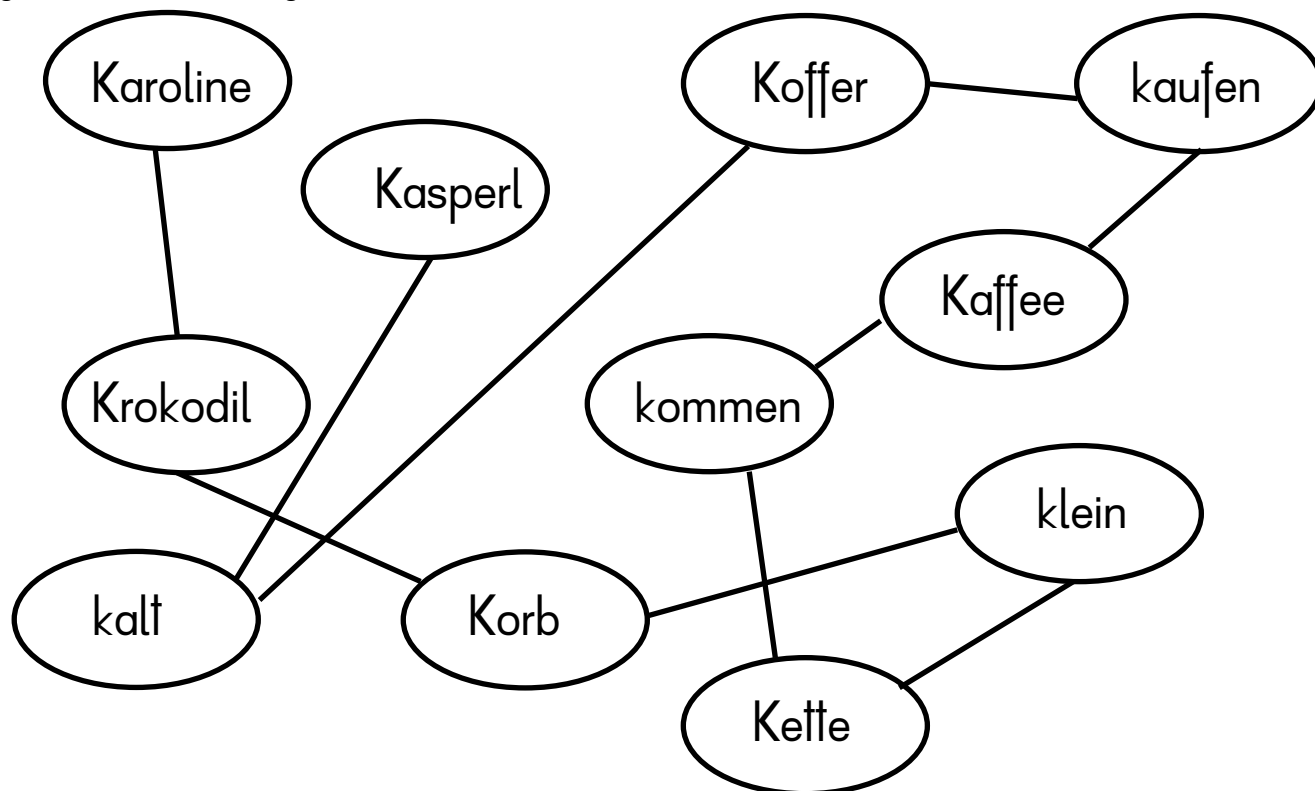 Karoline
Koffer
kaufen
Kasperl
Kaffee
Krokodil
kommen
klein
kalt
Korb
Kette